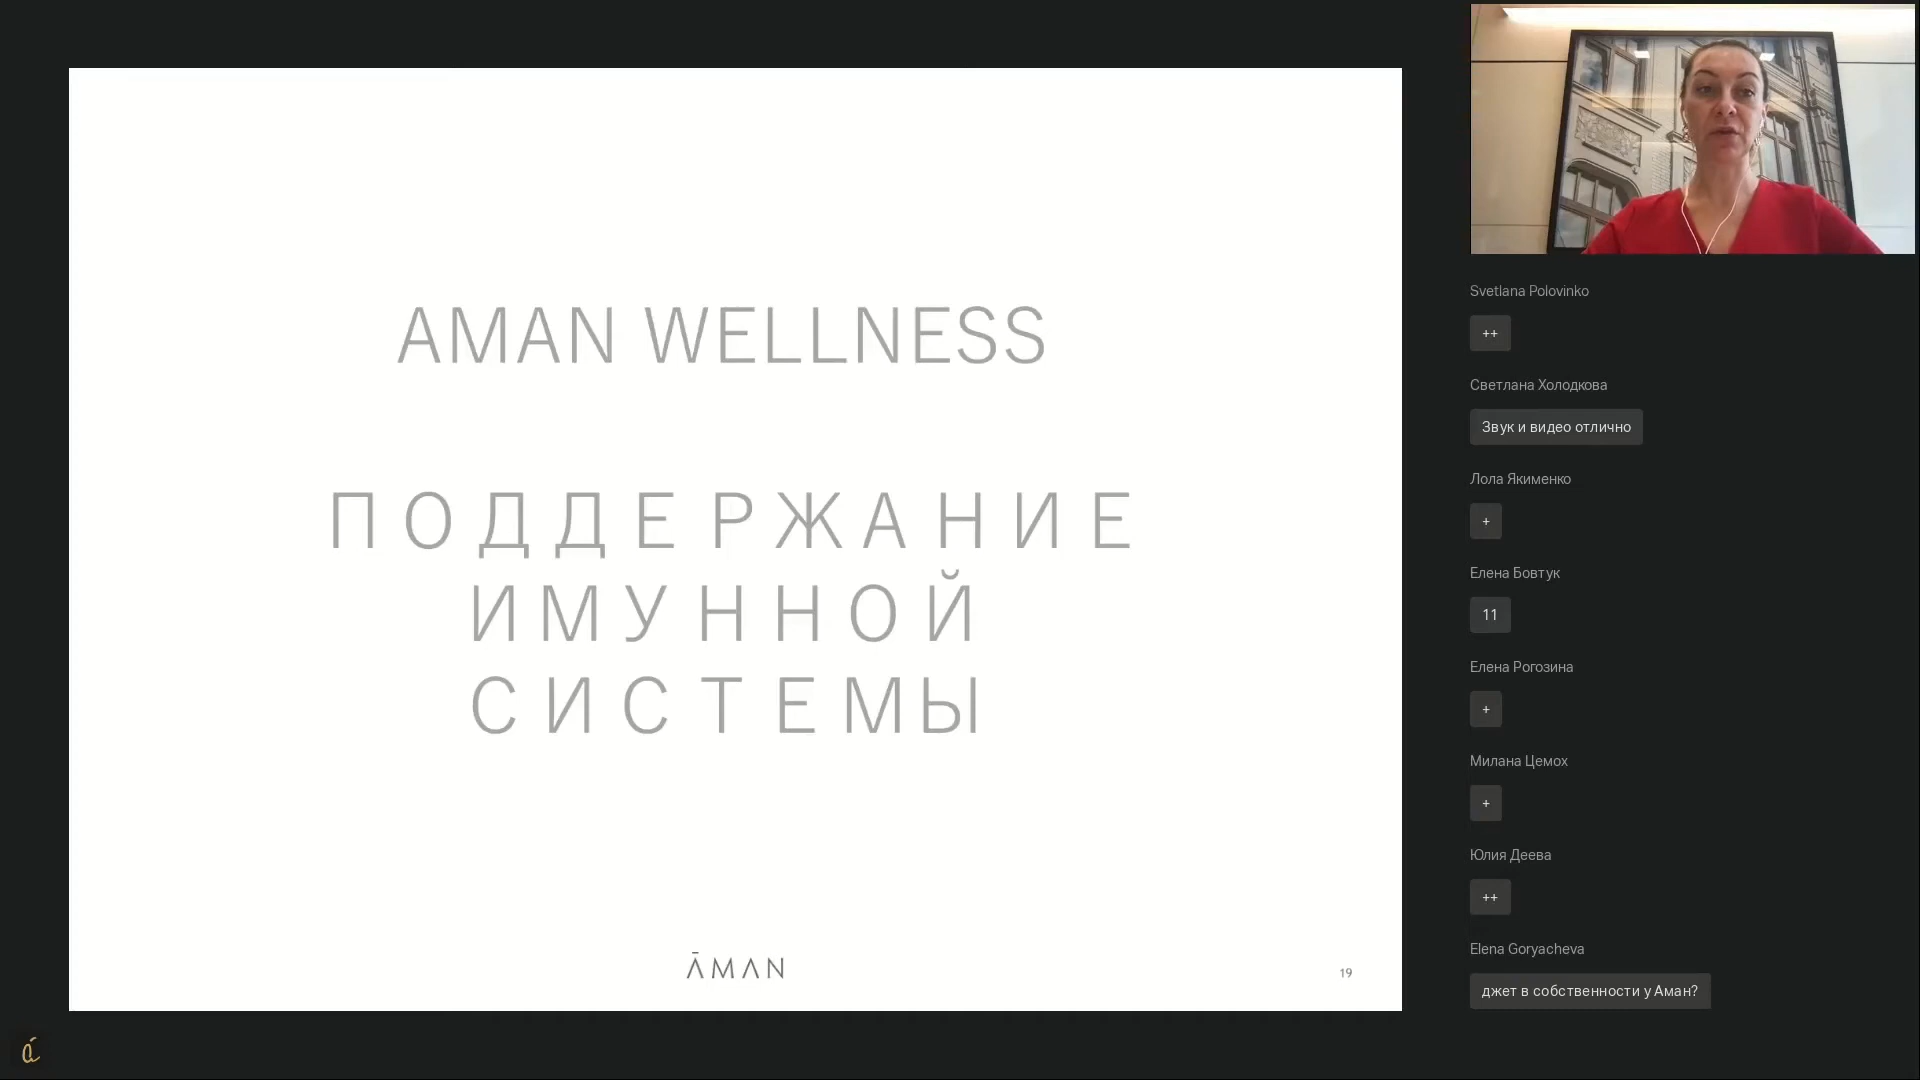 AMAN WELLNESS
ПОДДЕРЖАНИЕ
ИМУННОЙ
СИСТЕМЫ
ĀMAN
19
Svetlana Polovinko
++
Светлана Холодкова
Звук и видео отлично
Лола Якименко
+
Елена Бовтук
11
Елена Рогозина
+
Милана Цемох
+
Юлия Деева
++
Elena Goryacheva
джет в собственности у Аман?
á